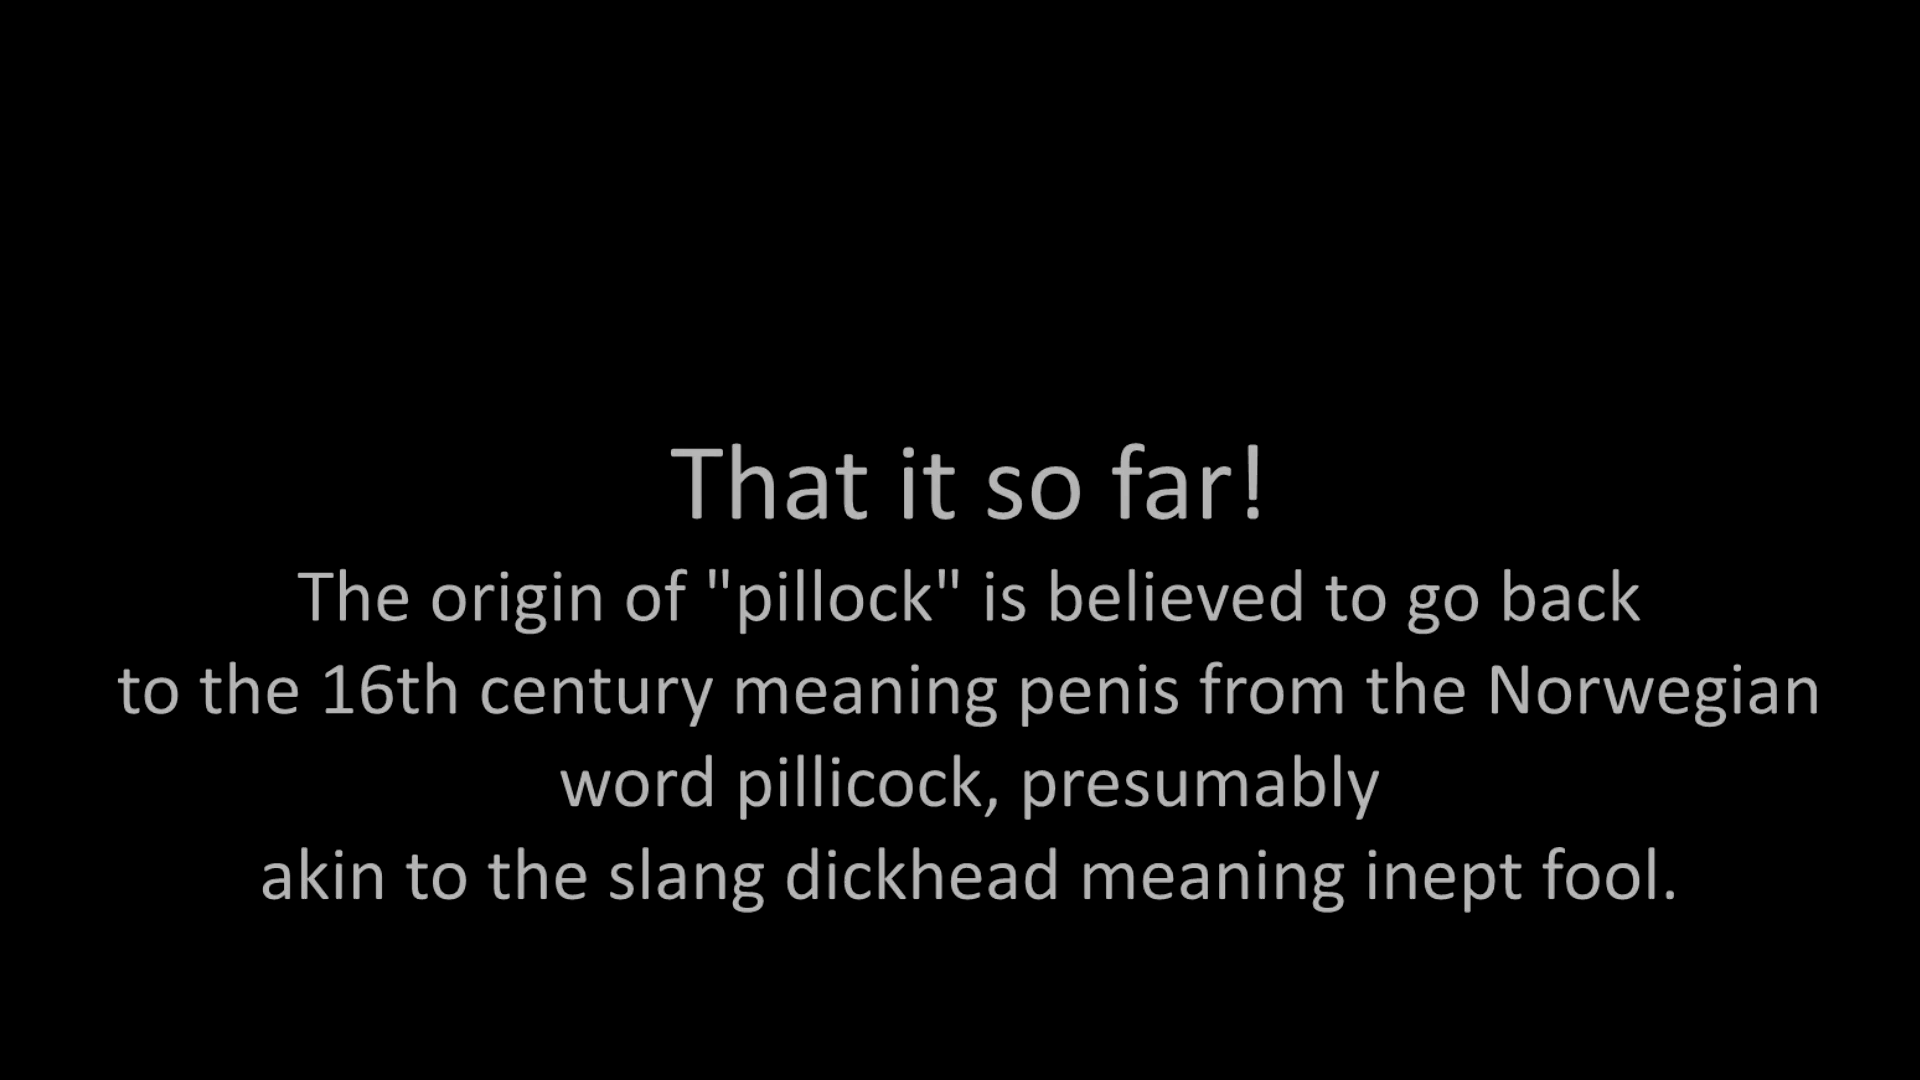 That it so far!
The origin of "pillock" is believed to go back
to the 16th century meaning penis from the Norwegian
word pillicock, presumably
akin to the slang dickhead meaning inept fool.